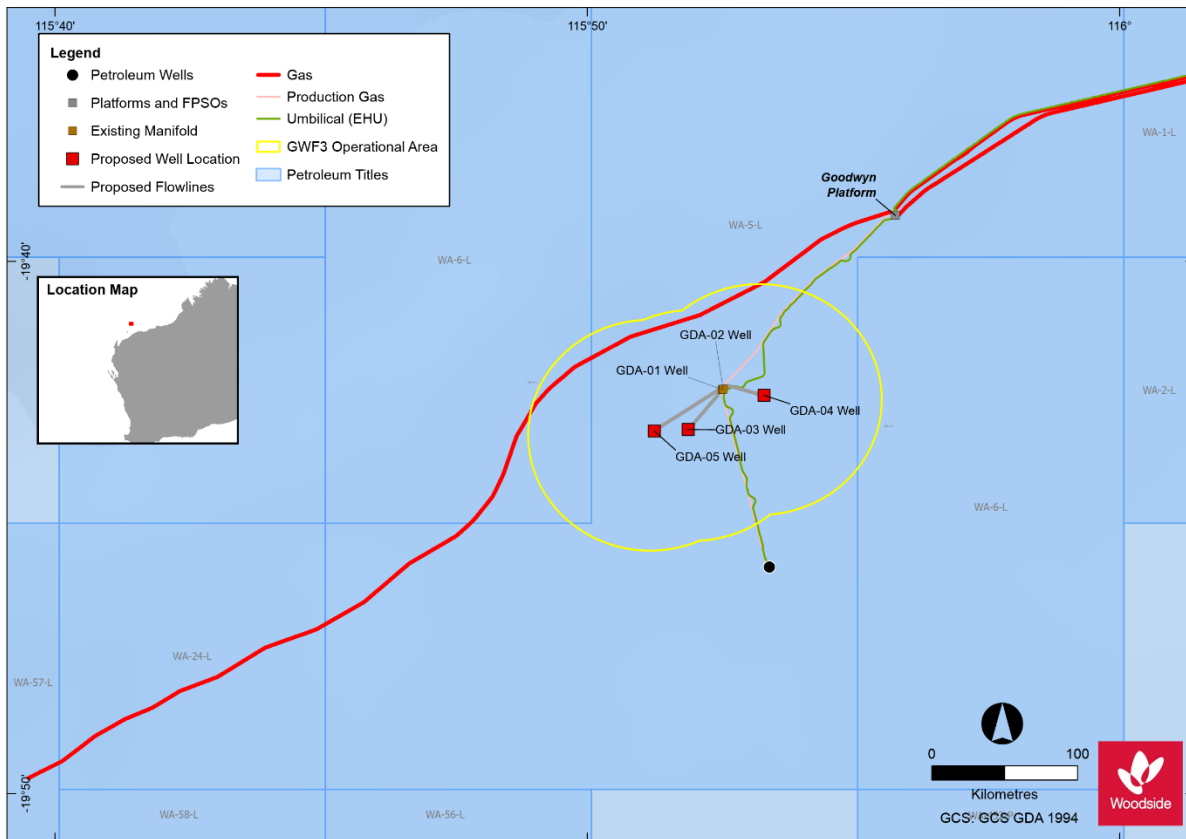 115°40'
115°50'
116°
Legend
Petroleum Wells
Platforms and FPSOs
Existing Manifold
Proposed Well Location
Proposed Flowlines
Gas
Production Gas
Umbilical (EHU)
GWF3 Operational Area
Petroleum Titles
WA-1-L
Goodwyn
Platform
WA-5-L
WA-6-L
-19°40'
Location Map
GDA-02 Well
GDA-01 Well
GDA-04 Well
GDA-03 Well
GDA-05 Well
WA-2-L
WA-6-L
WA-24-L
WA-57-L
-19°50'
WA-58-L
WA-56-L
0
100
Kilometres
GCS: GCS GDA 1994
Woodside